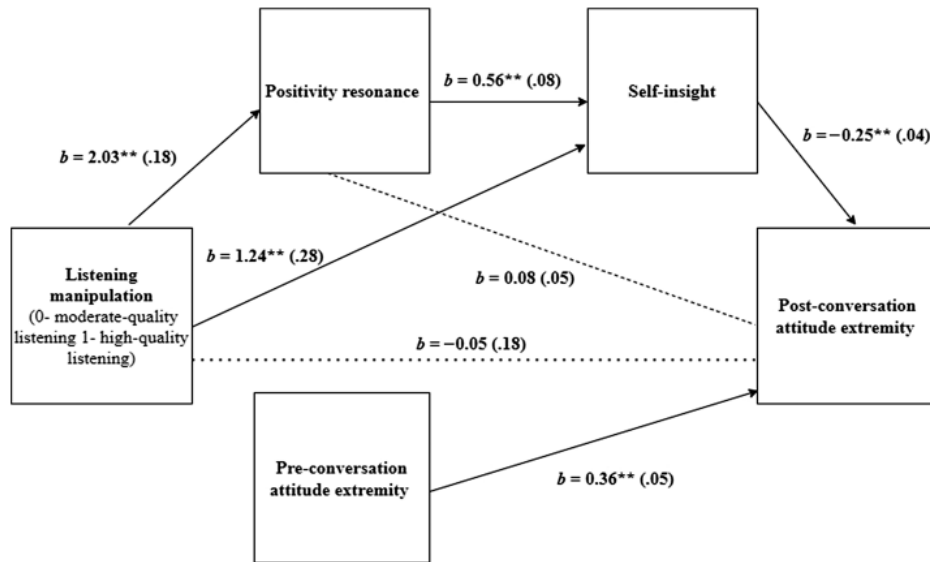 Positivity resonance
b = 0.56** (.08)
Self-insight
b = 2.03** (.18)
b = −0.25** (.04)
Listening
manipulation
(0- moderate-quality
listening 1- high-quality
listening)
b = 1.24** (.28)
b = 0.08 (.05)
Post-conversation
attitude extremity
b = −0.05 (.18)
Pre-conversation
attitude extremity
b = 0.36** (.05)